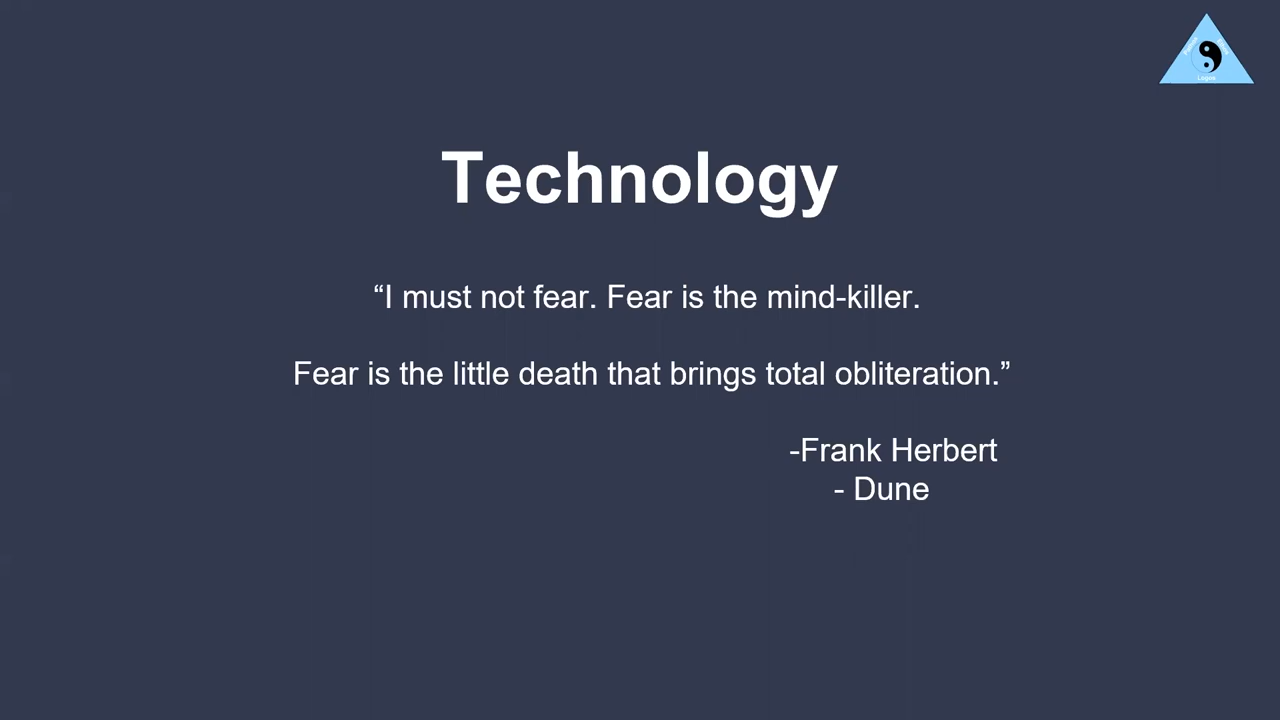 Logos
Technology
“I must not fear. Fear is the mind-killer.
Fear is the little death that brings total obliteration.”
-Frank Herbert
- Dune